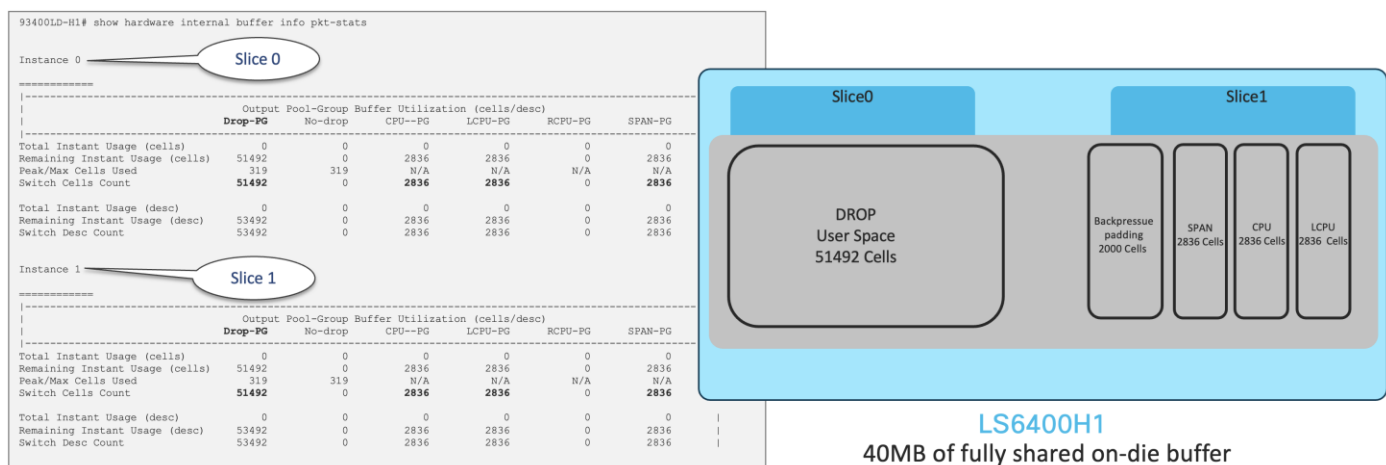 93400LD-H1# show hardware internal buffer info pkt-stats
Instance 0
Slice 0
============
|------------------------------------------------------------------------------------
| Output Pool-Group Buffer Utilization (cells/desc)
| Drop-PG No-drop CPU--PG LCPU-PG RCPU-PG SPAN-PG
|------------------------------------------------------------------------------------
Total Instant Usage (cells) 0 0 0 0 0 0
Remaining Instant Usage (cells) 51492 0 2836 2836 0 2836
Peak/Max Cells Used 319 319 N/A N/A N/A N/A
Switch Cells Count 51492 0 2836 2836 0 2836
Total Instant Usage (desc) 0 0 0 0 0 0
Remaining Instant Usage (desc) 53492 0 2836 2836 0 2836
Switch Desc Count 53492 0 2836 2836 0 2836
Instance 1
Slice 1
============
|------------------------------------------------------------------------------------
| Output Pool-Group Buffer Utilization (cells/desc)
| Drop-PG No-drop CPU--PG LCPU-PG RCPU-PG SPAN-PG
|------------------------------------------------------------------------------------
Total Instant Usage (cells) 0 0 0 0 0 0
Remaining Instant Usage (cells) 51492 0 2836 2836 0 2836
Peak/Max Cells Used 319 319 N/A N/A N/A N/A
Switch Cells Count 51492 0 2836 2836 0 2836
Total Instant Usage (desc) 0 0 0 0 0 0 |
Remaining Instant Usage (desc) 53492 0 2836 2836 0 2836 |
Switch Desc Count 53492 0 2836 2836 0 2836 |
Slice0
Slice1
DROP
User Space
51492 Cells
Backpressue
padding
2000 Cells
SPAN
2836 Cells
CPU
2836 Cells
LCPU
2836 Cells
LS6400H1
40MB of fully shared on-die buffer